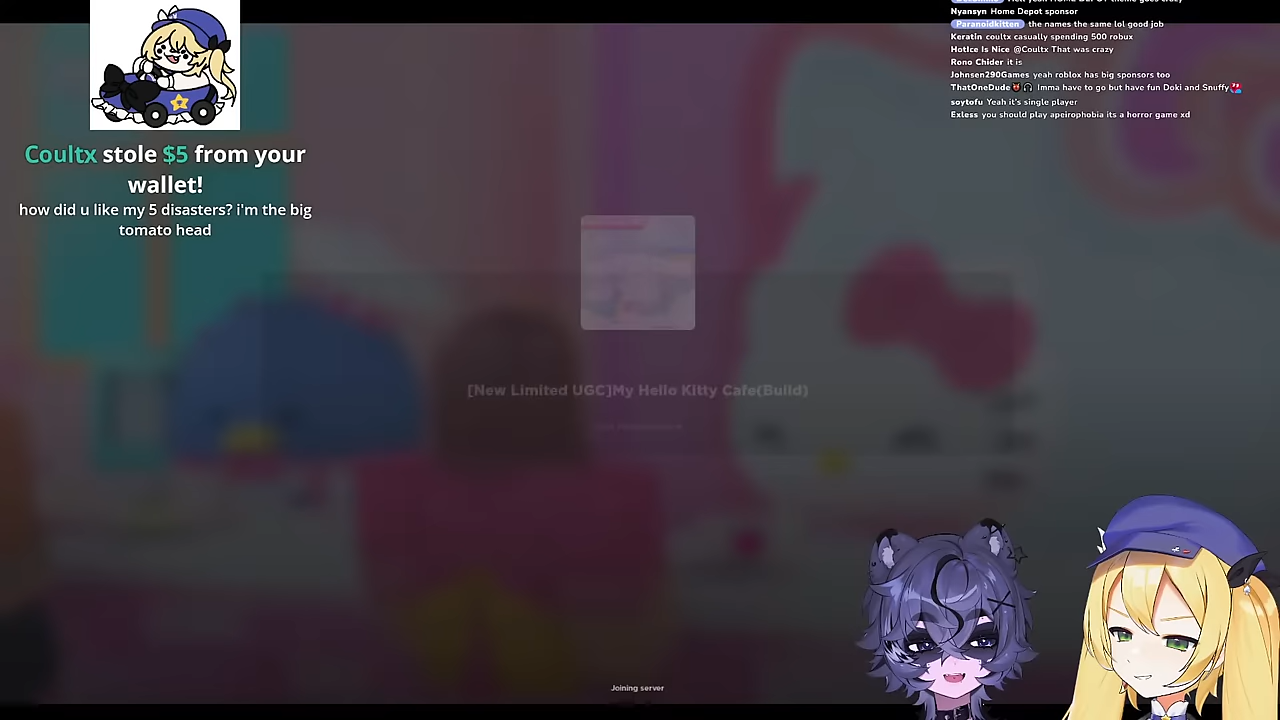 Coultx stole $5 from your
wallet!
how did u like my 5 disasters? i'm the big
tomato head
Nyansyn Home Depot sponsor
Paranoidkitten the names the same lol good job
Keratin coultx casually spending 500 robux
HotIce Is Nice @Coultx That was crazy
Rono Chider it is
Johnsen290Games yeah roblox has big sponsors too
ThatOneDude Imma have to go but have fun Doki and Snuffy
soytofu Yeah it's single player
Exless you should play apeirophobia its a horror game xd
[New Limited UGC]My Hello Kitty Cafe(Build)
Joining server